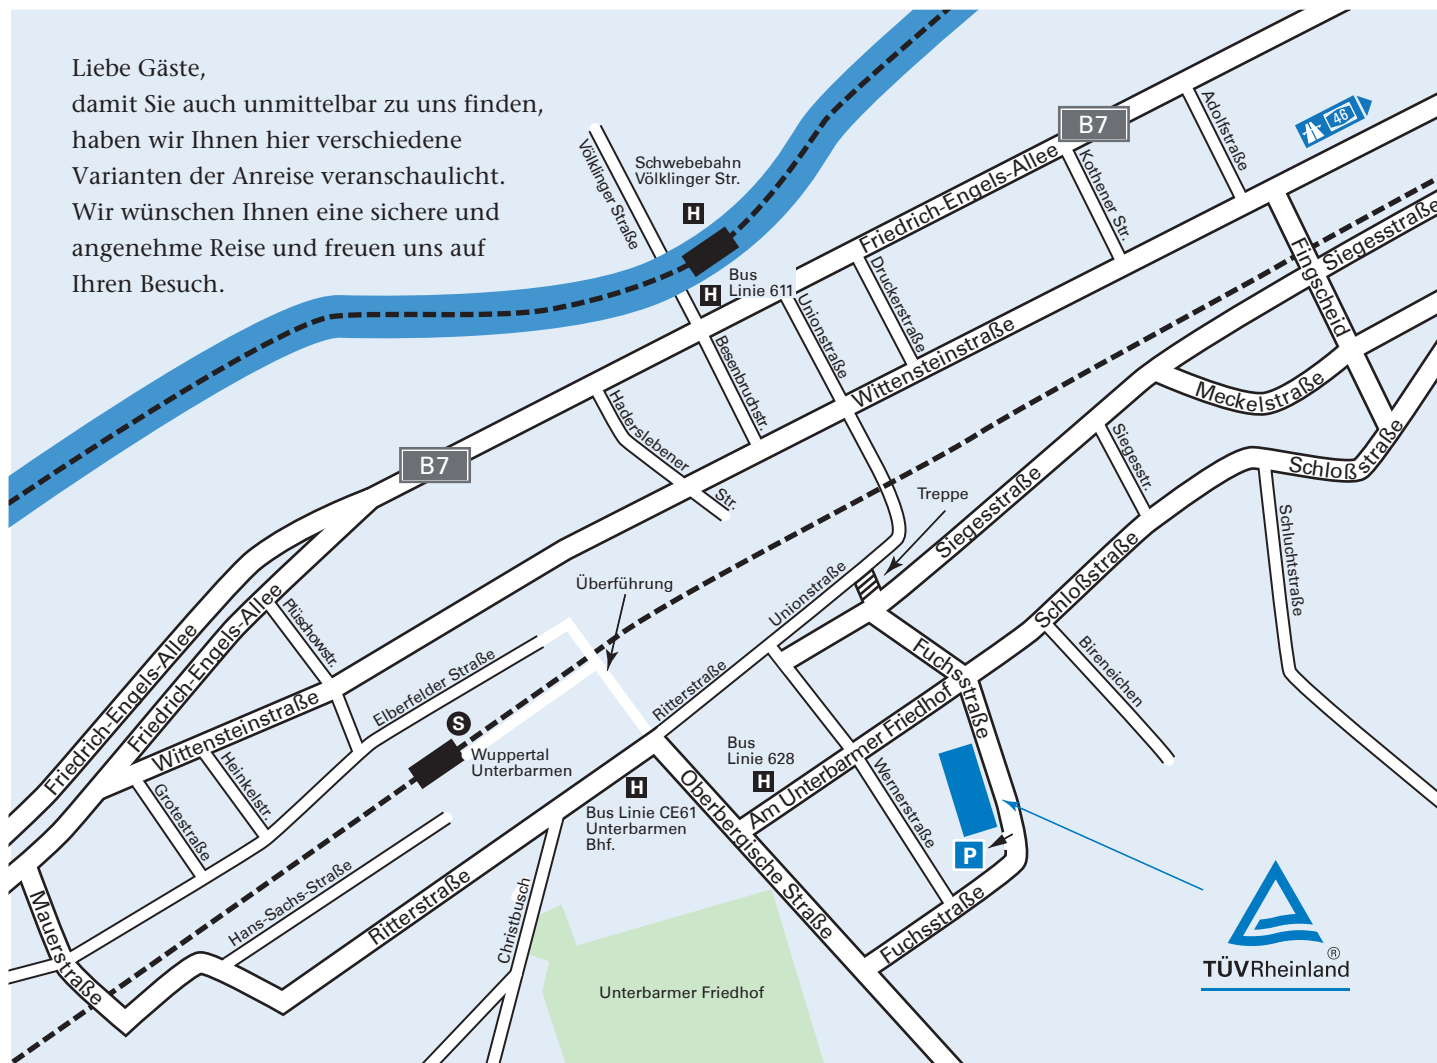 Liebe Gäste,
damit Sie auch unmittelbar zu uns finden,
haben wir Ihnen hier verschiedene
Varianten der Anreise veranschaulicht.
Wir wünschen Ihnen eine sichere und
angenehme Reise und freuen uns auf
Ihren Besuch.
Völklinger Straße
Schwebebahn
Völklinger Str.
H
H
Bus
Linie 611
B7
46
Adolfstraße
Kothener Str.
Friedrich-Engels-Allee
Druckerstraße
Unionstraße
Besenbruchstr.
Wittensteinstraße
Fingscheid
Siegesstraße
Meckelstraße
Haderslebener
Str.
B7
Siegesstr.
Schloßstraße
Treppe
Siegesstraße
Schluchtstraße
Überführung
Unionstraße
Schloßstraße
Plüschowstr.
Friedrich-Engels-Allee
Friedrich-Engels-Allee
Elberfelder Straße
Ritterstraße
Fuchsstraße
Bireneichen
Wittensteinstraße
S
Wuppertal
Unterbarmen
Heinkelstr.
Grotestraße
Bus
Linie 628
H
H
Bus Linie CE61
Unterbarmen
Bhf.
Am Unterbarmer Friedhof
Oberbergische Straße
Wernerstraße
P
Hans-Sachs-Straße
Ritterstraße
Christbusch
Mauerstraße
Fuchsstraße
Unterbarmer Friedhof
®
TÜVRheinland